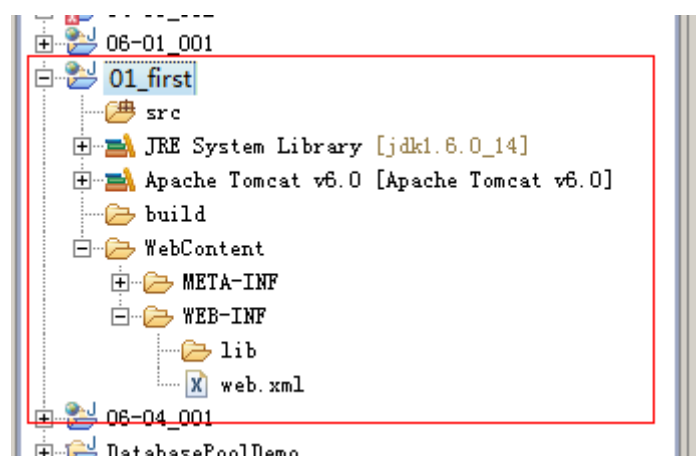 06-01_001
01_first
src
JRE System Library [jdk1.6.0_14]
Apache Tomcat v6.0 [Apache Tomcat v6.0]
build
WebContent
META-INF
WEB-INF
lib
web.xml
06-04_001
DatabasePoolDemo